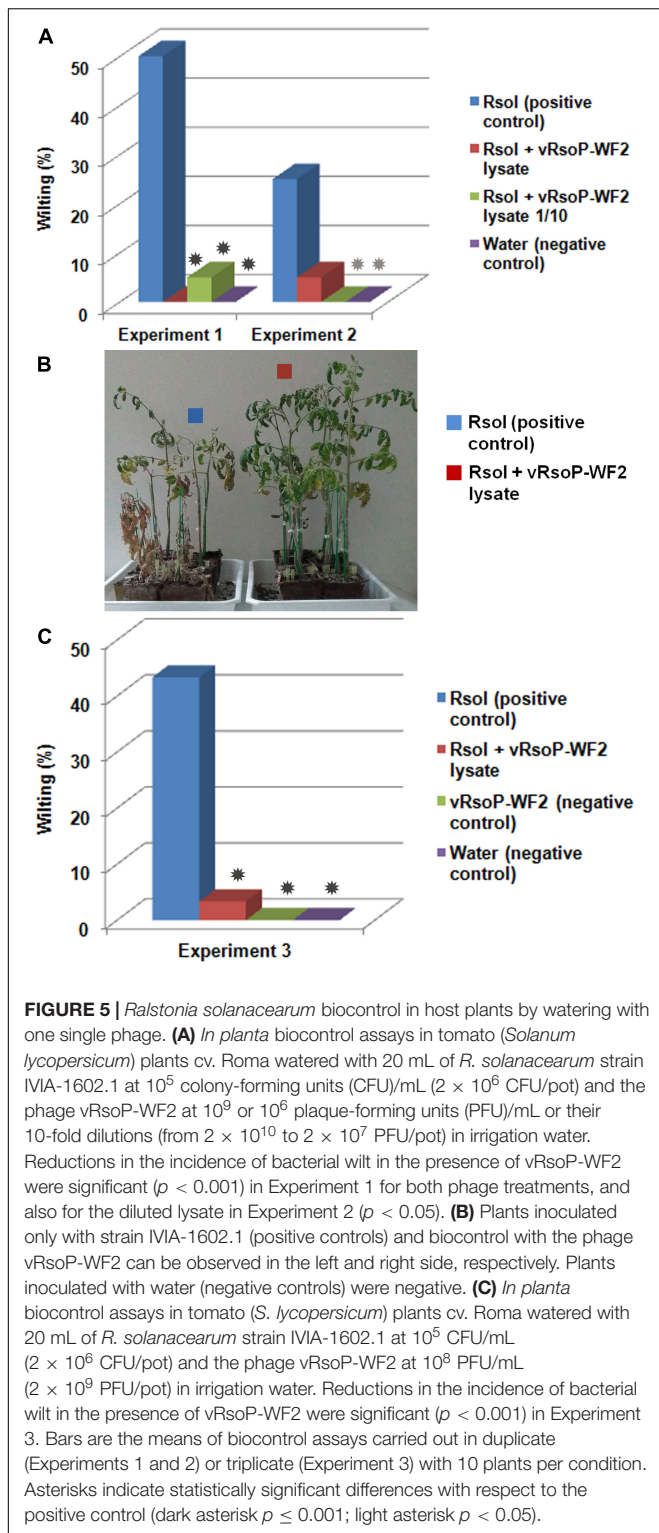 A
50
40
30
20
10
0
Wilting (%)
Experiment 1
Experiment 2
Rsol (positive
control)
Rsol + vRsoP-WF2
lysate
Rsol + vRsoP-WF2
lysate 1/10
Water (negative
control)
B
Rsol (positive
control)
Rsol + vRsoP-WF2
lysate
C
50
40
30
20
10
0
Wilting (%)
Experiment 3
Rsol (positive
control)
Rsol + vRsoP-WF2
lysate
vRsoP-WF2 (negative
control)
Water (negative
control)
FIGURE 5 | Ralstonia solanacearum biocontrol in host plants by watering with
one single phage. (A) In planta biocontrol assays in tomato (Solanum
lycopersicum) plants cv. Roma watered with 20 mL of R. solanacearum strain
IVIA-1602.1 at 10⁵ colony-forming units (CFU)/mL (2 × 10⁶ CFU/pot) and the
phage vRsoP-WF2 at 10⁹ or 10⁶ plaque-forming units (PFU)/mL or their
10-fold dilutions (from 2 × 10¹⁰ to 2 × 10⁷ PFU/pot) in irrigation water.
Reductions in the incidence of bacterial wilt in the presence of vRsoP-WF2
were significant (p < 0.001) in Experiment 1 for both phage treatments, and
also for the diluted lysate in Experiment 2 (p < 0.05). (B) Plants inoculated
only with strain IVIA-1602.1 (positive controls) and biocontrol with the phage
vRsoP-WF2 can be observed in the left and right side, respectively. Plants
inoculated with water (negative controls) were negative. (C) In planta
biocontrol assays in tomato (S. lycopersicum) plants cv. Roma watered with
20 mL of R. solanacearum strain IVIA-1602.1 at 10⁵ CFU/mL
(2 × 10⁶ CFU/pot) and the phage vRsoP-WF2 at 10⁸ PFU/mL
(2 × 10⁹ PFU/pot) in irrigation water. Reductions in the incidence of bacterial
wilt in the presence of vRsoP-WF2 were significant (p < 0.001) in Experiment
3. Bars are the means of biocontrol assays carried out in duplicate
(Experiments 1 and 2) or triplicate (Experiment 3) with 10 plants per condition.
Asterisks indicate statistically significant differences with respect to the
positive control (dark asterisk p ≤ 0.001; light asterisk p < 0.05).